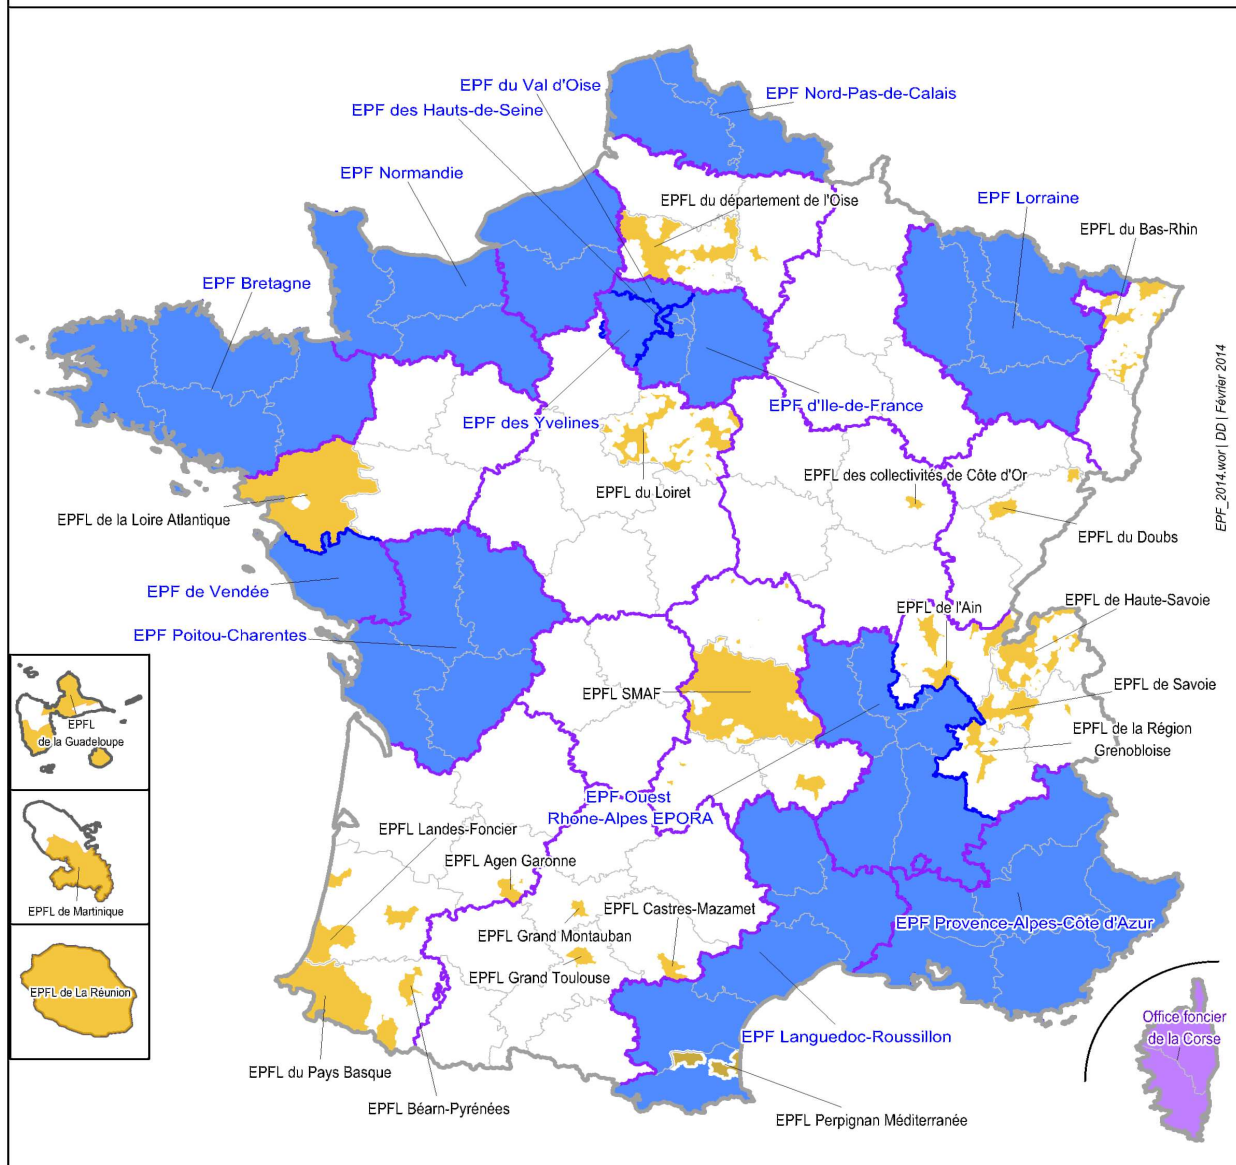 EPF du Val d'Oise
EPF Nord-Pas-de-Calais
EPF des Hauts-de-Seine
EPF Normandie
EPFL du département de l'Oise
EPF Lorraine
EPFL du Bas-Rhin
EPF Bretagne
EPF_2014.wor | DD | Février 2014
EPF d'Ile-de-France
EPF des Yvelines
EPFL des collectivités de Côte d'Or
EPFL du Loiret
EPFL de la Loire Atlantique
EPFL du Doubs
EPF de Vendée
EPFL de Haute-Savoie
EPFL de l'Ain
EPF Poitou-Charentes
EPFL SMAF
EPFL de Savoie
EPFL de la Région
Grenobloise
EPFL
de la Guadeloupe
EPF Ouest
Rhône-Alpes EPORA
EPFL Landes-Foncier
EPFL Agen Garonne
EPFL de Martinique
EPFL Castres-Mazamet
EPF Provence-Alpes-Côte d'Azur
EPFL Grand Montauban
EPFL Grand Toulouse
EPFL de La Réunion
Office foncier
de la Corse
EPF Languedoc-Roussillon
EPFL du Pays Basque
EPFL Béarn-Pyrénées
EPFL Perpignan Méditerranée